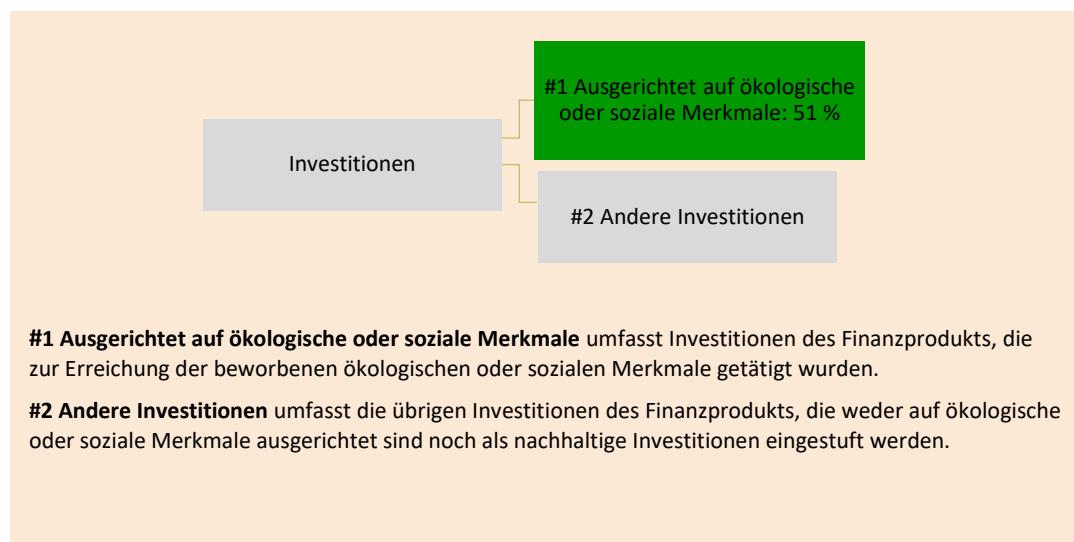 #1 Ausgerichtet auf ökologische
oder soziale Merkmale: 51 %
Investitionen
#2 Andere Investitionen
#1 Ausgerichtet auf ökologische oder soziale Merkmale umfasst Investitionen des Finanzprodukts, die
zur Erreichung der beworbenen ökologischen oder sozialen Merkmale getätigt wurden.
#2 Andere Investitionen umfasst die übrigen Investitionen des Finanzprodukts, die weder auf ökologische
oder soziale Merkmale ausgerichtet sind noch als nachhaltige Investitionen eingestuft werden.